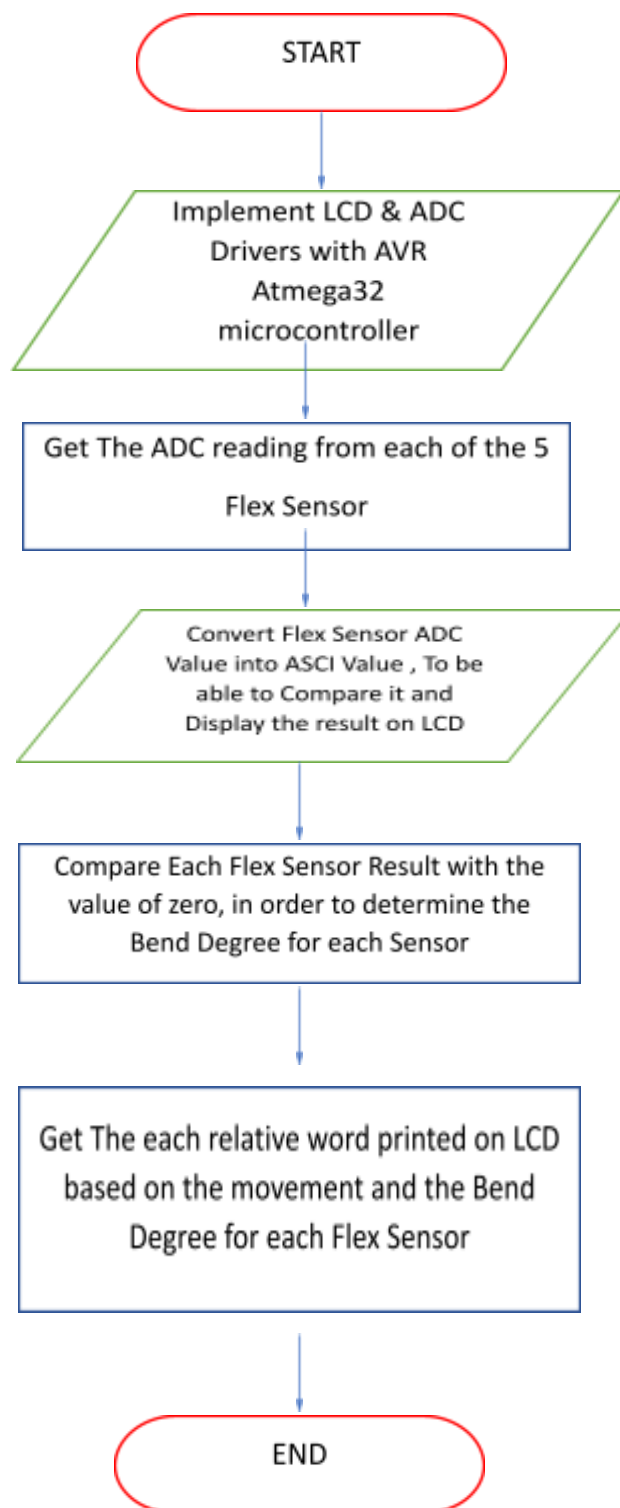 START
Implement LCD & ADC
Drivers with AVR
Atmega32
microcontroller
Get The ADC reading from each of the 5
Flex Sensor
Convert Flex Sensor ADC
Value into ASCI Value , To be
able to Compare it and
Display the result on LCD
Compare Each Flex Sensor Result with the
value of zero, in order to determine the
Bend Degree for each Sensor
Get The each relative word printed on LCD
based on the movement and the Bend
Degree for each Flex Sensor
END